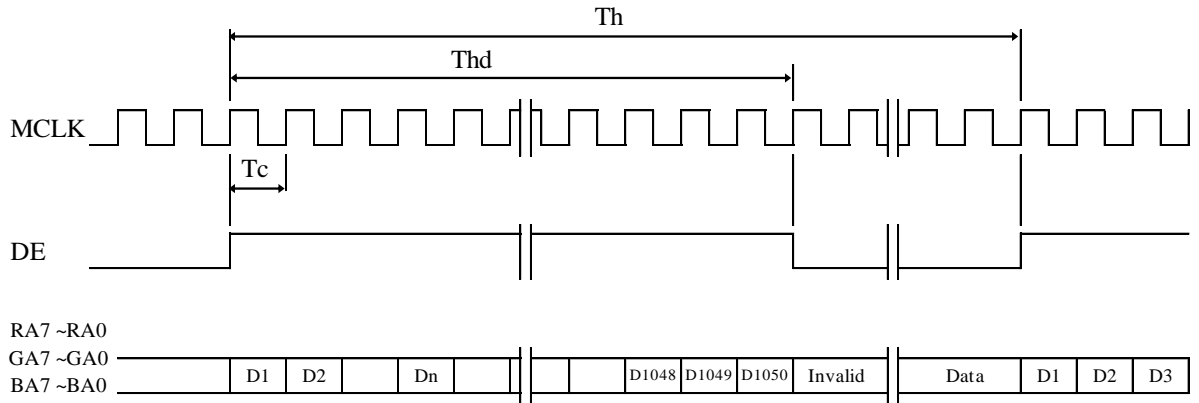 Th
Thd
MCLK
Tc
DE
RA7 ~RA0
GA7 ~GA0
BA7 ~BA0
D1 D2 Dn D1048 D1049 D1050 Invalid Data D1 D2 D3